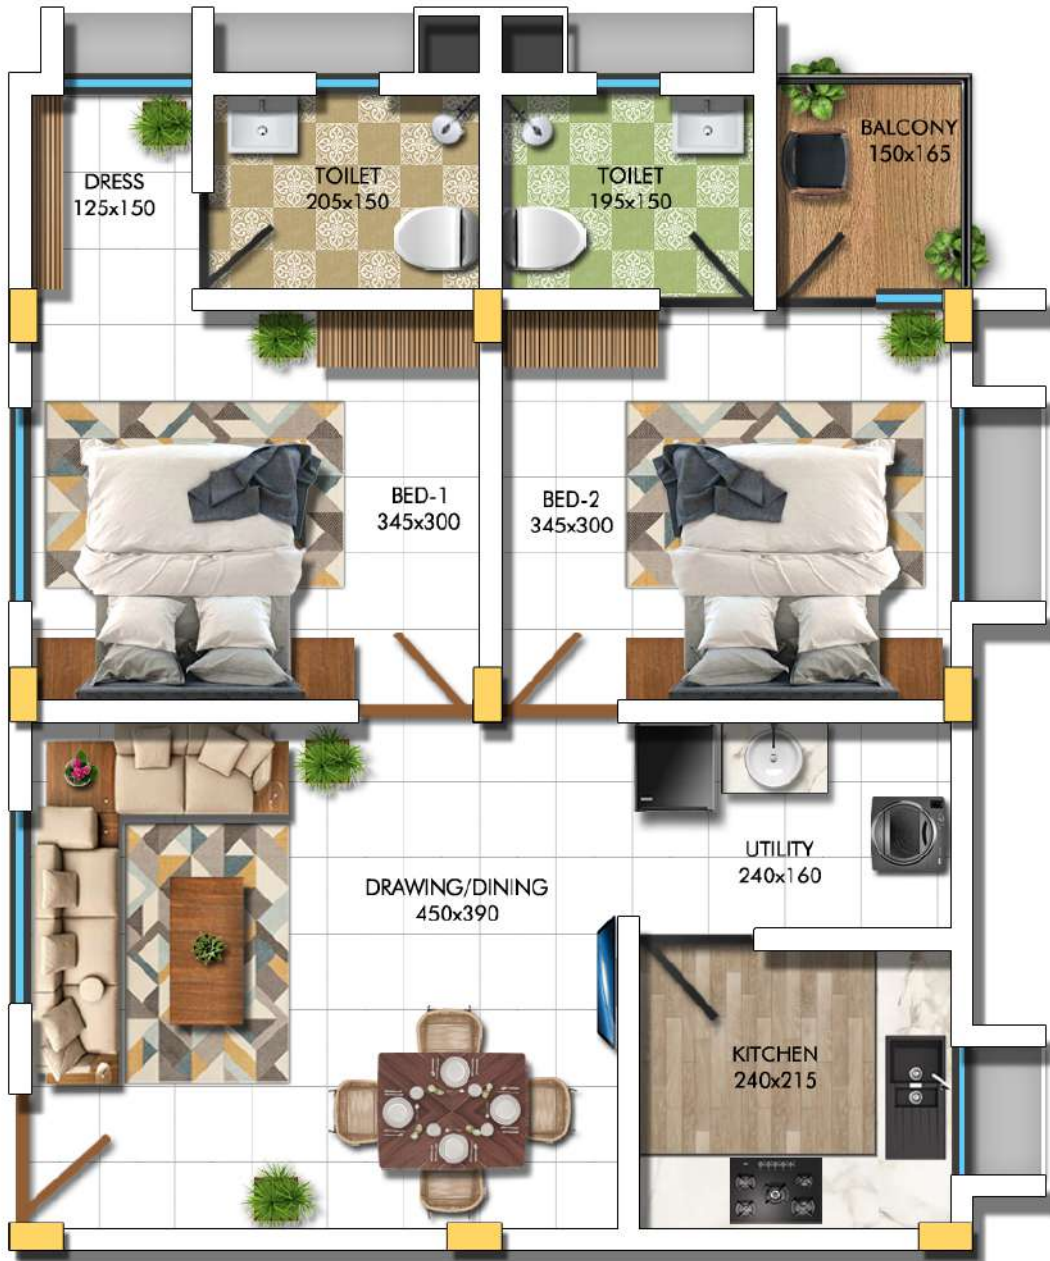 BALCONY
150x165
DRESS
125x150
TOILET
205x150
TOILET
195x150
BED-1
345x300
BED-2
345x300
UTILITY
240x160
DRAWING/DINING
450x390
KITCHEN
240x215